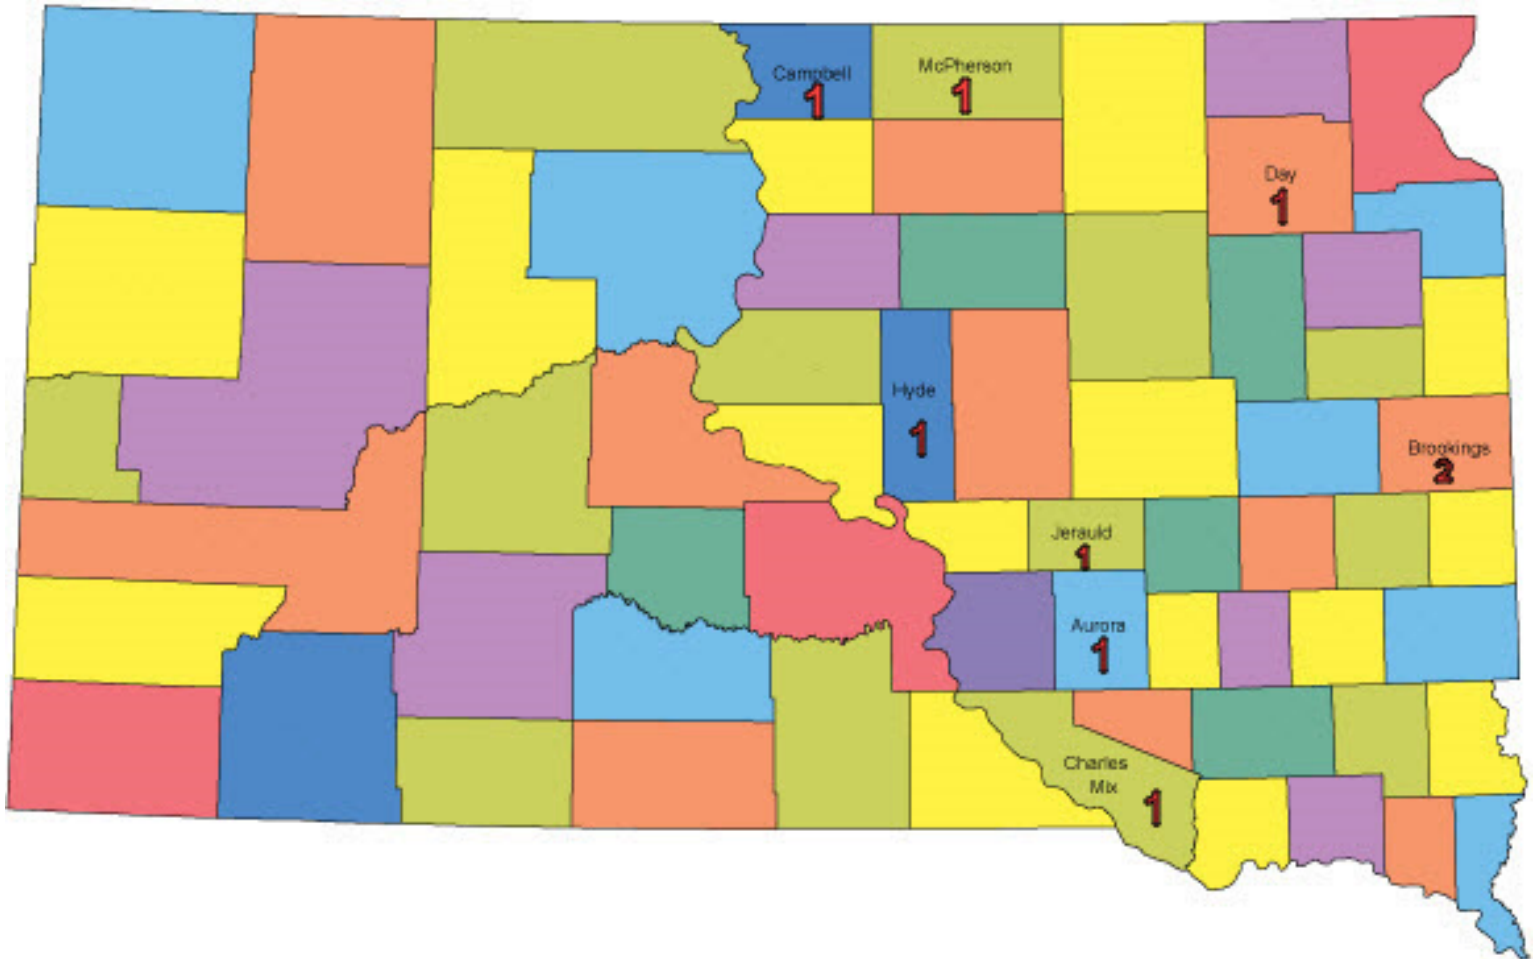 Campbell
1
McPherson
1
Day
1
Hyde
1
Brookings
2
Jerauld
1
Aurora
1
Charles
Mix
1